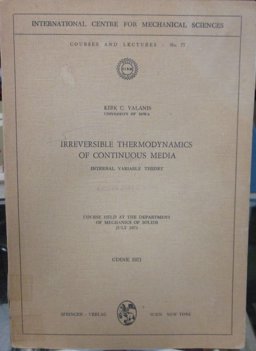 INTERNATIONAL CENTRE FOR MECHANICAL SCIENCES
COURSES AND LECTURES - No. 77
KIRK C. VALANIS
UNIVERSITY OF IOWA
IRREVERSIBLE THERMODYNAMICS
OF CONTINUOUS MEDIA
INTERNAL VARIABLE THEORY
COURSE HELD AT THE DEPARTMENT
OF MECHANICS OF SOLIDS
JULY 1971
UDINE 1971
SPRINGER - VERLAG WIEN - NEW YORK